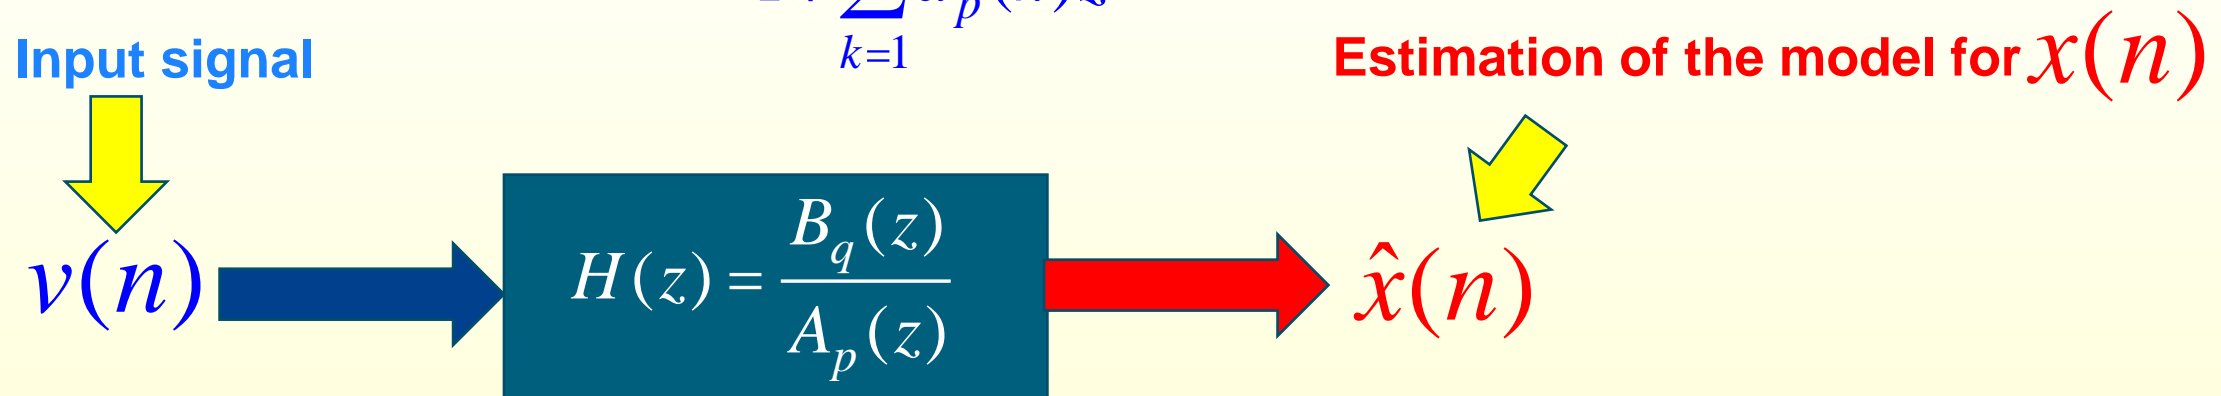 k=1
Input signal
Estimation of the model for x(n)
v(n)
H(z) = B_q(z) / A_p(z)
x̂(n)